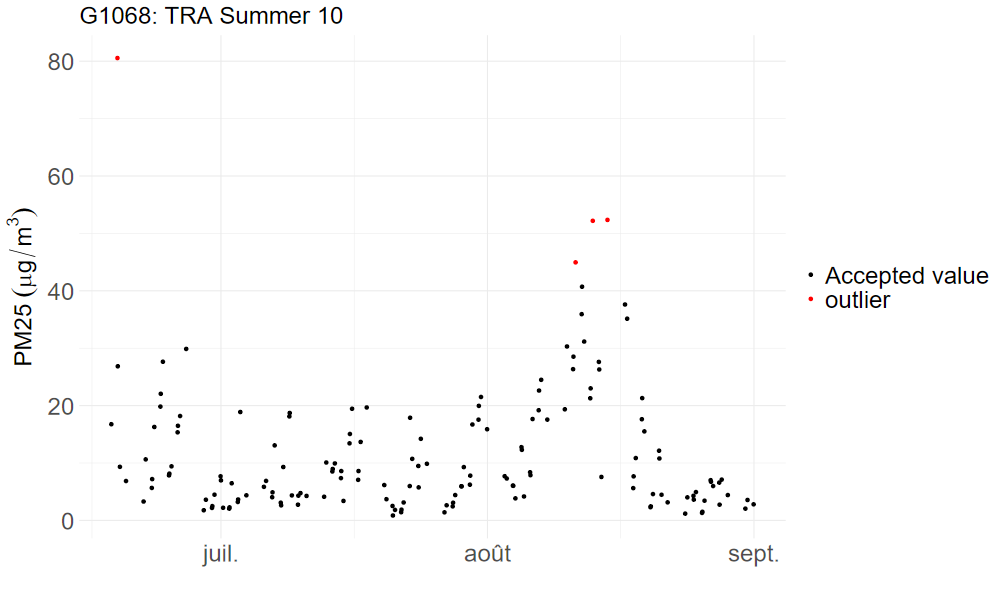 G1068: TRA Summer 10
80
60
40
20
0
PM25 (μg/m³)
juil.
août
sept.
Accepted value
outlier